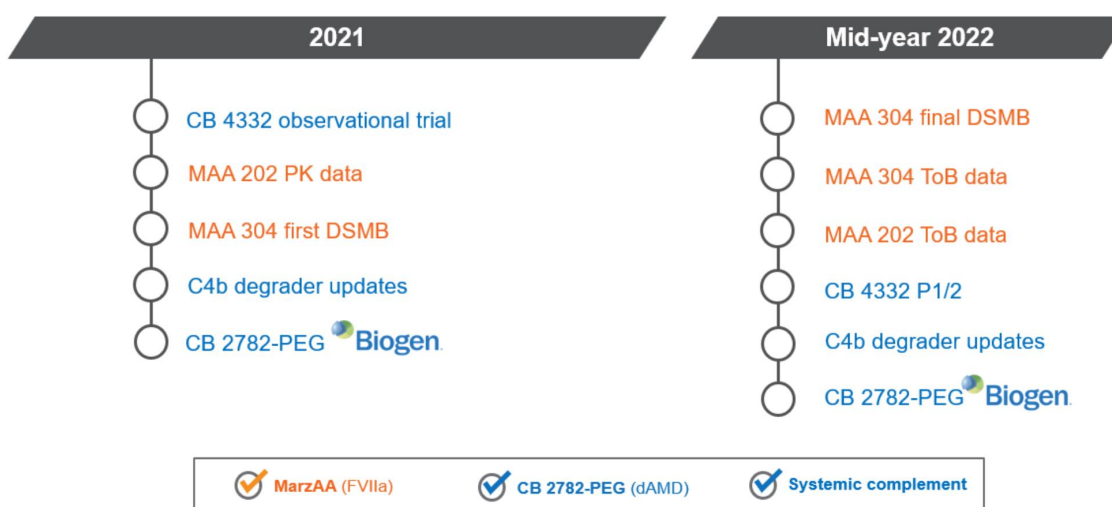 2021
CB 4332 observational trial
MAA 202 PK data
MAA 304 first DSMB
C4b degrader updates
CB 2782-PEG Biogen.
Mid-year 2022
MAA 304 final DSMB
MAA 304 ToB data
MAA 202 ToB data
CB 4332 P1/2
C4b degrader updates
CB 2782-PEG Biogen.
MarzAA (FVIIa)
CB 2782-PEG (dAMD)
Systemic complement